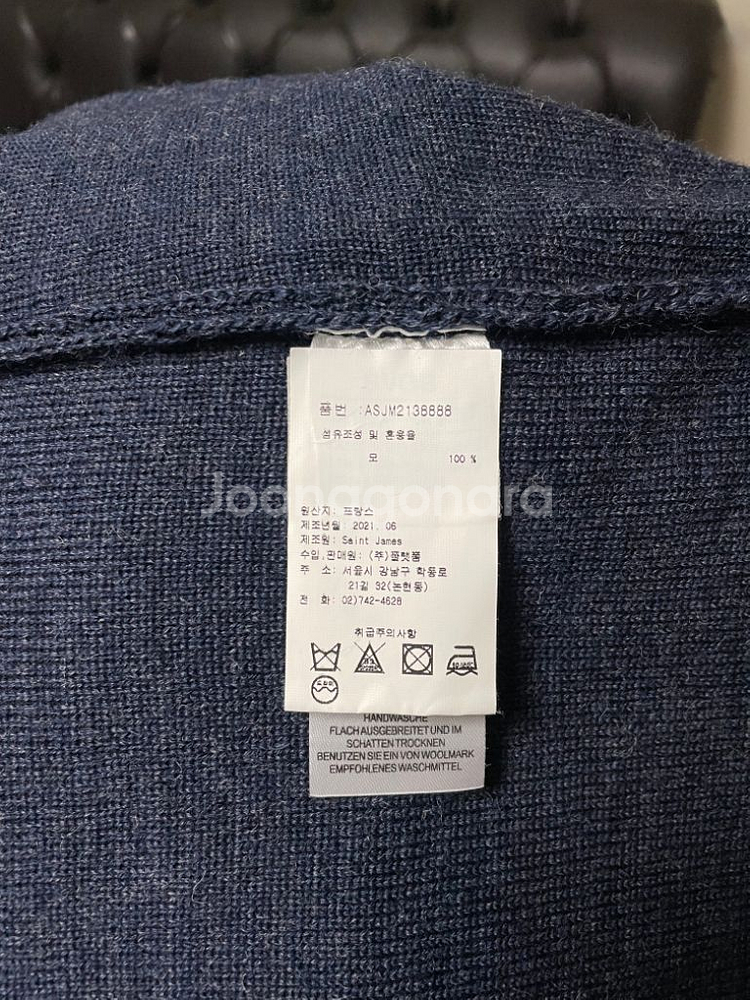 품번 :ASJM2138888
섬유조성 및 혼용율
모 100 %
Joonggonara
원산지: 프랑스
제조년월: 2021. 06
제조원: Saint James
수입,판매원: (주)플랫폼
주 소: 서울시 강남구 학동로
21길 32(논현동)
전 화: 02)742-4628
취급주의사항
HANDWÄSCHE
FLACH AUSGEBREITET UND IM
SCHATTEN TROCKNEN
BENUTZEN SIE EIN VON WOOLMARK
EMPFOHLENES WASCHMITTEL